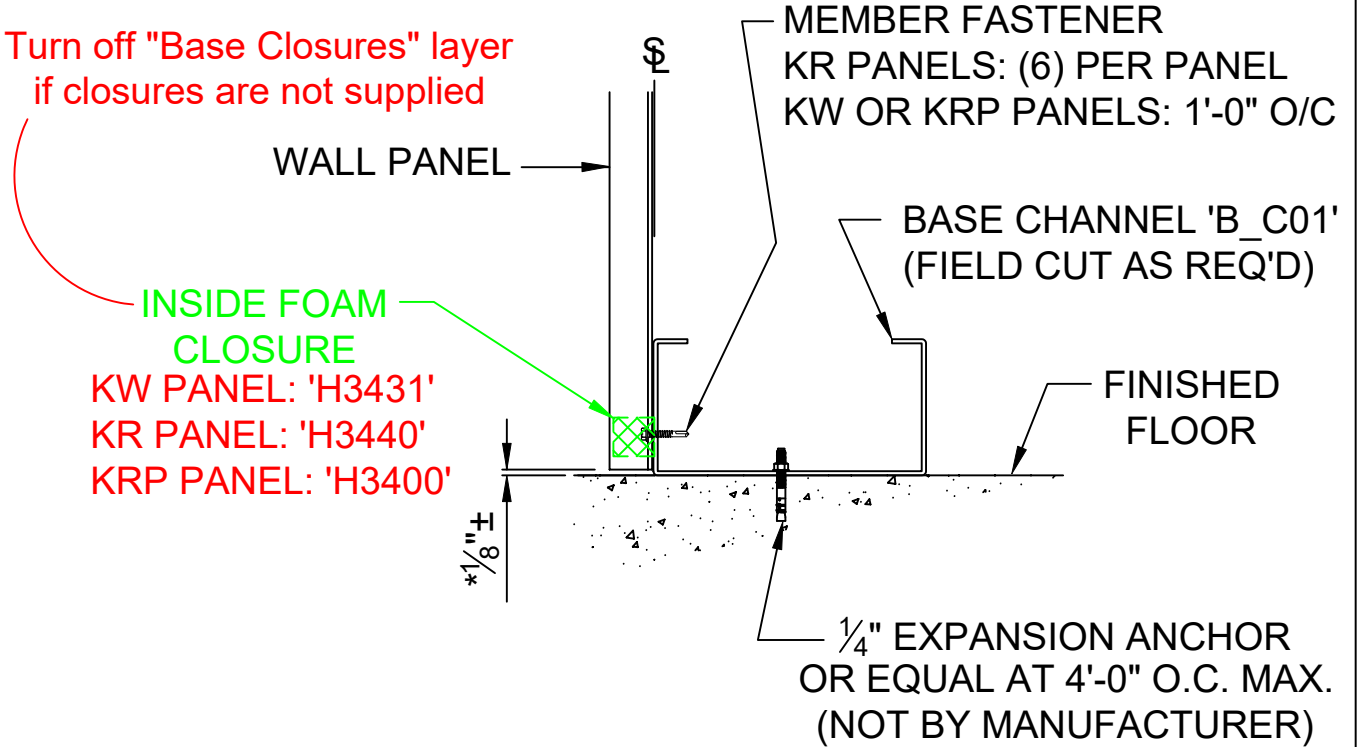 Turn off "Base Closures" layer
if closures are not supplied
MEMBER FASTENER
KR PANELS: (6) PER PANEL
KW OR KRP PANELS: 1'-0" O/C
WALL PANEL
BASE CHANNEL 'B_C01'
(FIELD CUT AS REQ'D)
INSIDE FOAM
CLOSURE
KW PANEL: 'H3431'
KR PANEL: 'H3440'
KRP PANEL: 'H3400'
FINISHED
FLOOR
*1/8"±
1/4" EXPANSION ANCHOR
OR EQUAL AT 4'-0" O.C. MAX.
(NOT BY MANUFACTURER)